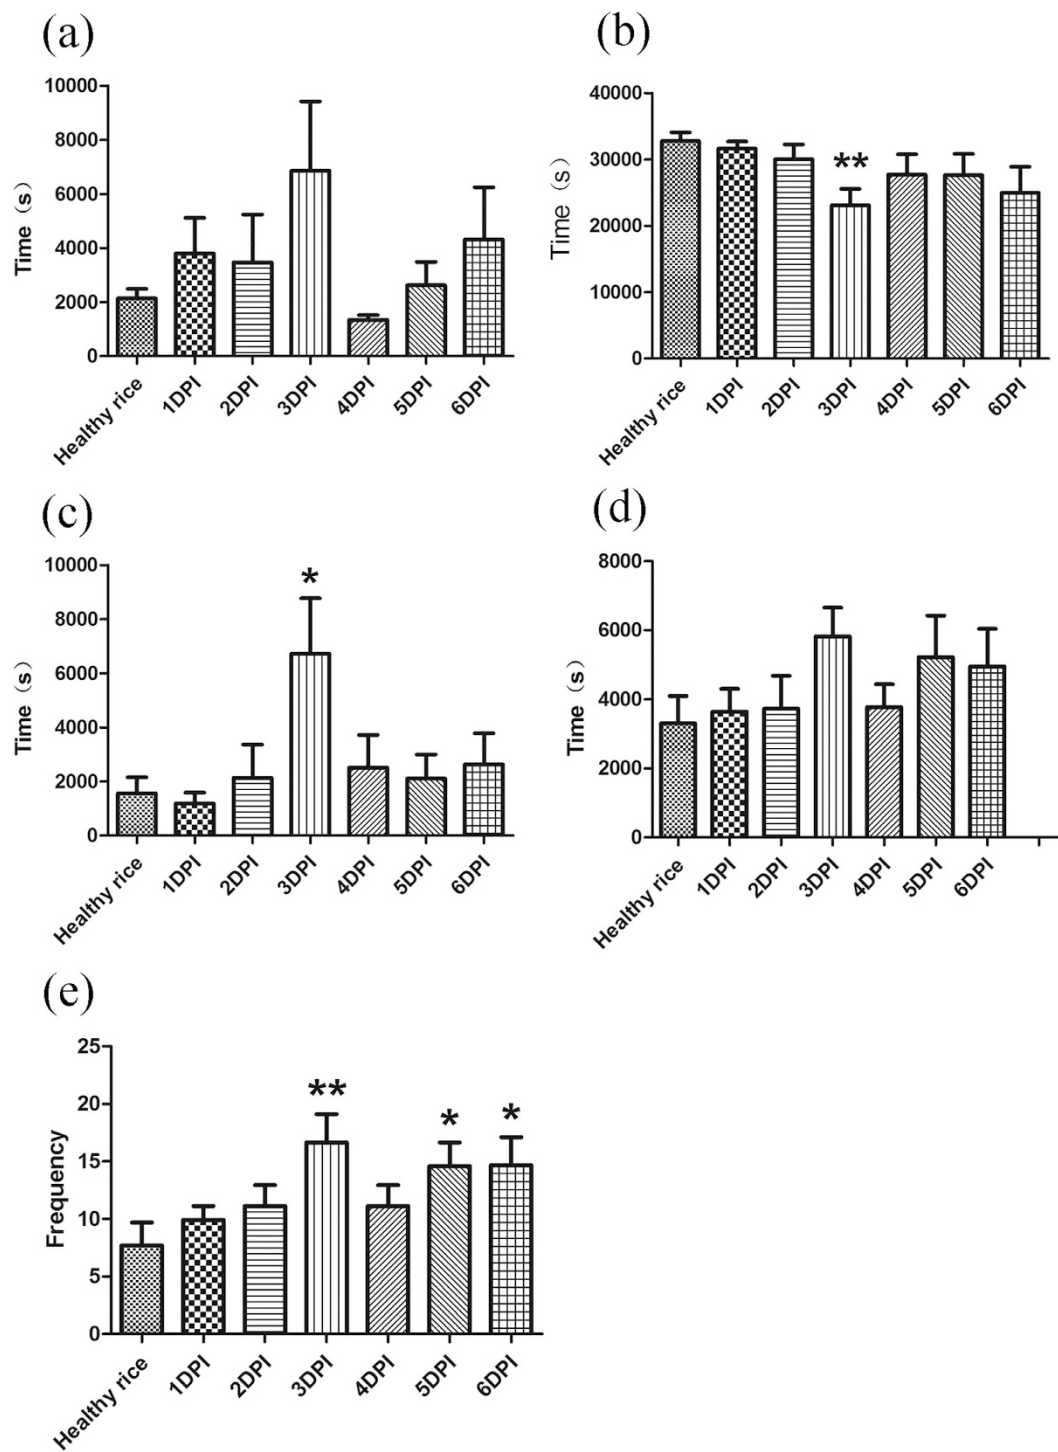 (a)
10000
8000
6000
4000
2000
0
Time (s)
Healthy rice
1DPI
2DPI
3DPI
4DPI
5DPI
6DPI
(b)
40000
30000
20000
10000
0
Time (s)
**
Healthy rice
1DPI
2DPI
3DPI
4DPI
5DPI
6DPI
(c)
10000
8000
6000
4000
2000
0
Time (s)
*
Healthy rice
1DPI
2DPI
3DPI
4DPI
5DPI
6DPI
(d)
8000
6000
4000
2000
0
Time (s)
Healthy rice
1DPI
2DPI
3DPI
4DPI
5DPI
6DPI
(e)
25
20
15
10
5
0
Frequency
**
*
*
Healthy rice
1DPI
2DPI
3DPI
4DPI
5DPI
6DPI